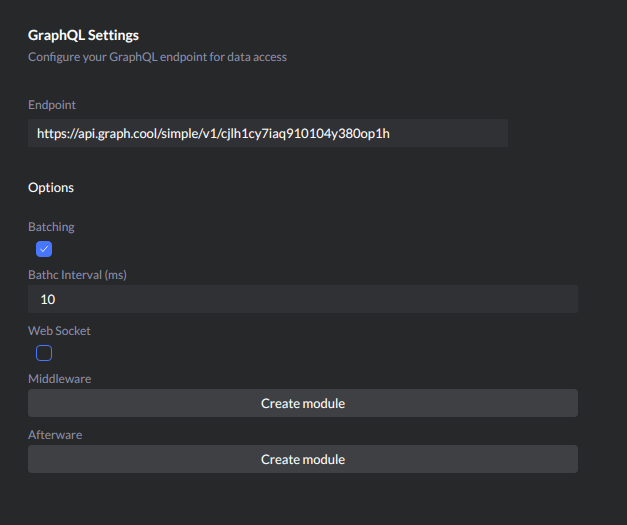 GraphQL Settings
Configure your GraphQL endpoint for data access
Endpoint
https://api.graph.cool/simple/v1/cjlh1cy7iaq910104y380op1h
Options
Batching
Bathc Interval (ms)
10
Web Socket
Middleware
Create module
Afterware
Create module